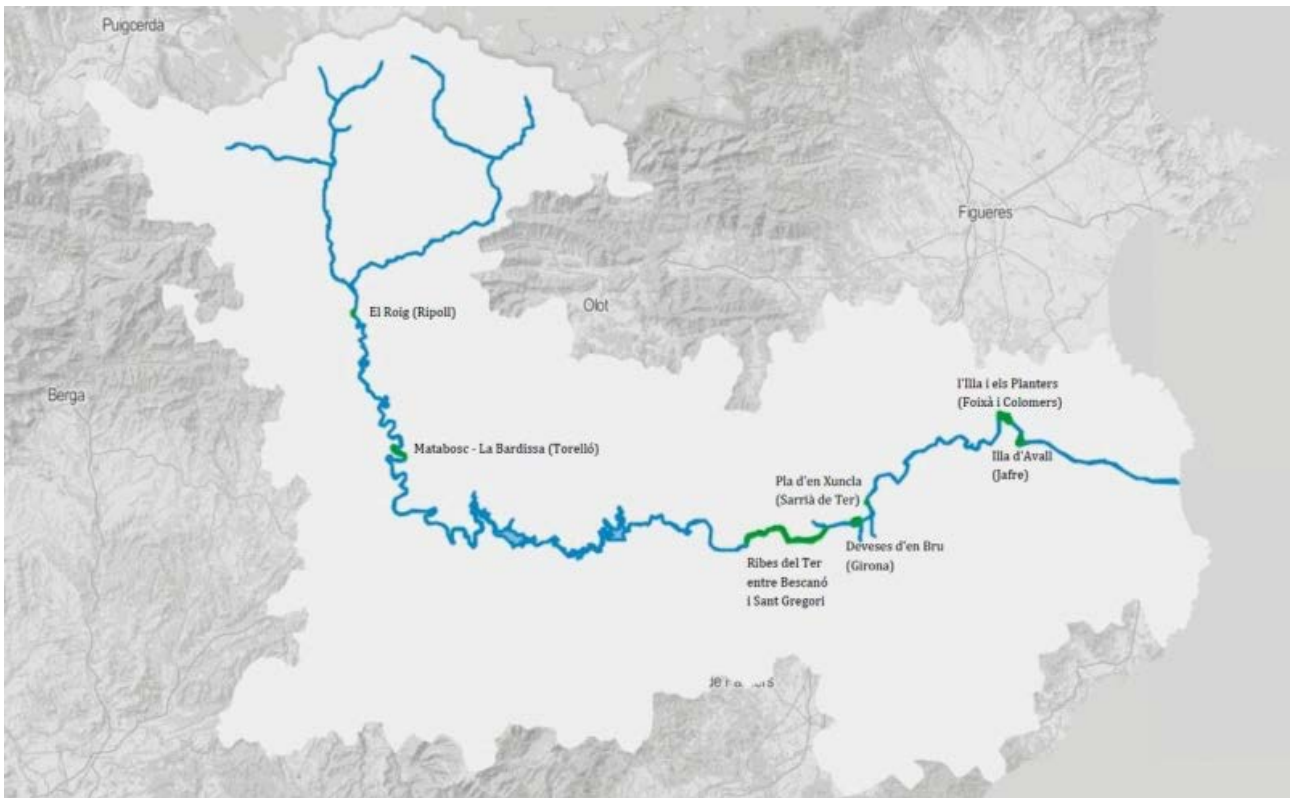 Puigcerda
Figueres
Olot
El Roig (Ripoll)
Berga
l'Illa i els Planters
(Foixà i Colomers)
Matabosc - La Bardissa (Torelló)
Illa d'Avall
(Jafre)
Pla d'en Xuncla
(Sarrià de Ter)
Deveses d'en Bru
(Girona)
Ribes del Ter
entre Bescanó
i Sant Gregori